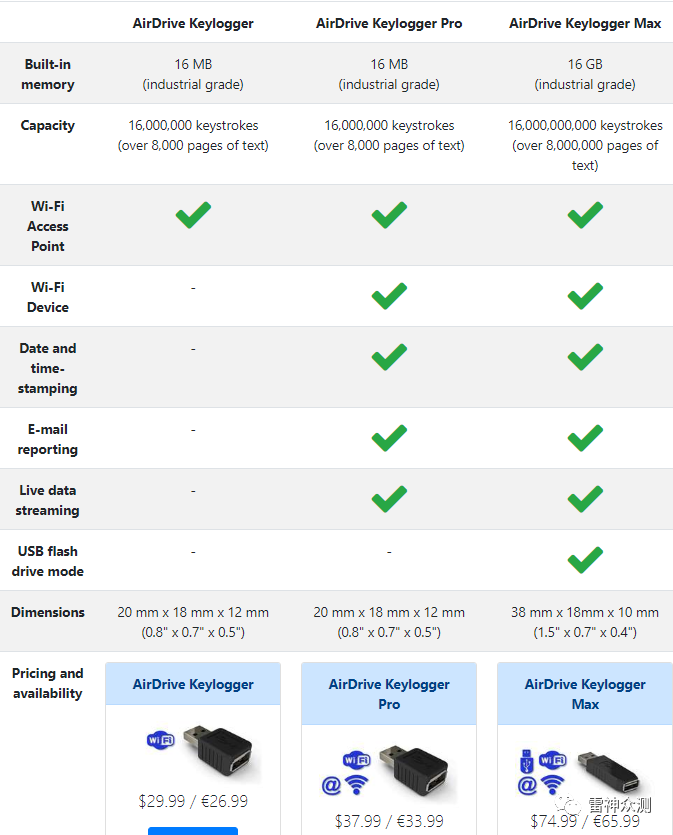 AirDrive Keylogger AirDrive Keylogger Pro AirDrive Keylogger Max
Built-in 16 MB 16 MB 16 GB
memory (industrial grade) (industrial grade) (industrial grade)
Capacity 16,000,000 keystrokes 16,000,000 keystrokes 16,000,000,000 keystrokes
(over 8,000 pages of text) (over 8,000 pages of text) (over 8,000,000 pages of
text)
Wi-Fi
Access
Point
Wi-Fi -
Device
Date and -
time-
stamping
E-mail -
reporting
Live data -
streaming
USB flash - -
drive mode
Dimensions 20 mm x 18 mm x 12 mm 20 mm x 18 mm x 12 mm 38 mm x 18mm x 10 mm
(0.8" x 0.7" x 0.5") (0.8" x 0.7" x 0.5") (1.5" x 0.7" x 0.4")
Pricing and AirDrive Keylogger AirDrive Keylogger AirDrive Keylogger
availability Pro Max
WiFi WiFi WiFi
@ @
$29.99 / €26.99 $37.99 / €33.99 $74.99 / €65.99
雷神众测